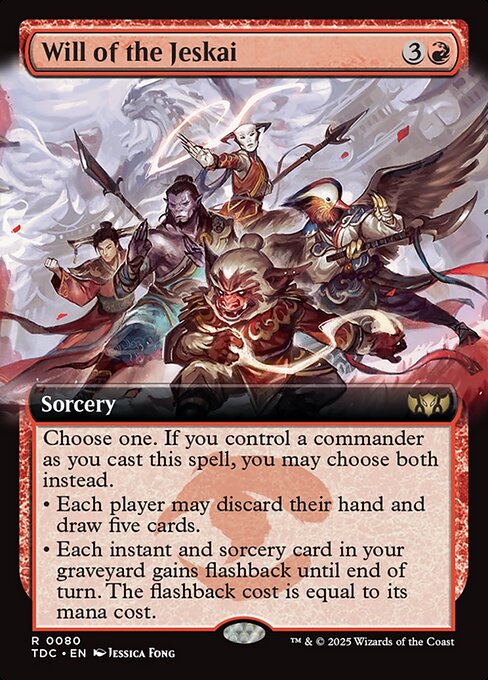 Will of the Jeskai 3
Sorcery
Choose one. If you control a commander
as you cast this spell, you may choose both
instead.
• Each player may discard their hand and
draw five cards.
• Each instant and sorcery card in your
graveyard gains flashback until end of
turn. The flashback cost is equal to its
mana cost.
R 0080
TDC • EN Jessica Fong
™ & © 2025 Wizards of the Coast